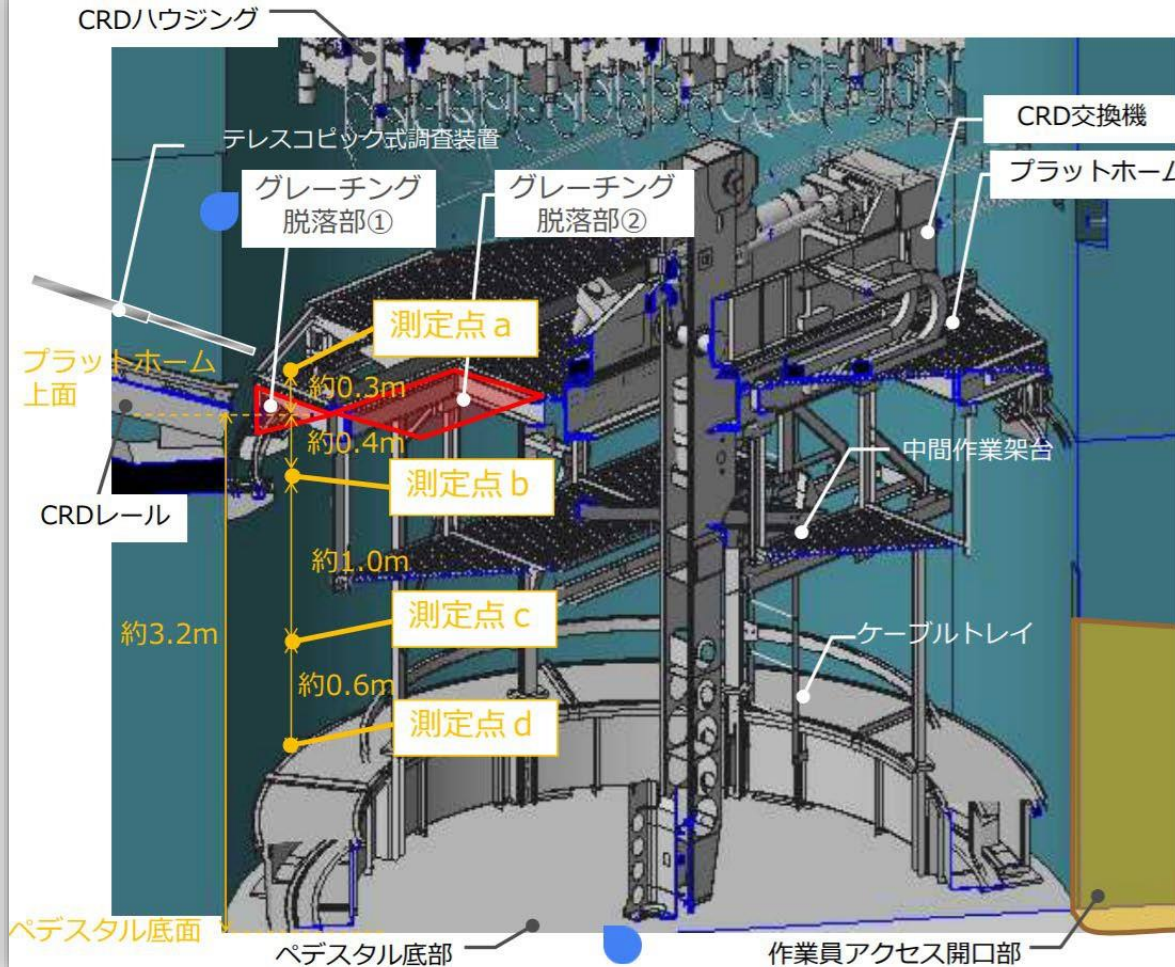 CRDハウジング
テレスコピック式調査装置
CRD交換機
プラットホーム
グレーチング
脱落部①
グレーチング
脱落部②
測定点 a
プラットホーム
上面
約0.3m
約0.4m
測定点 b
中間作業架台
CRDレール
約1.0m
測定点 c
約3.2m
ケーブルトレイ
約0.6m
測定点 d
ペデスタル底面
ペデスタル底部
作業員アクセス開口部